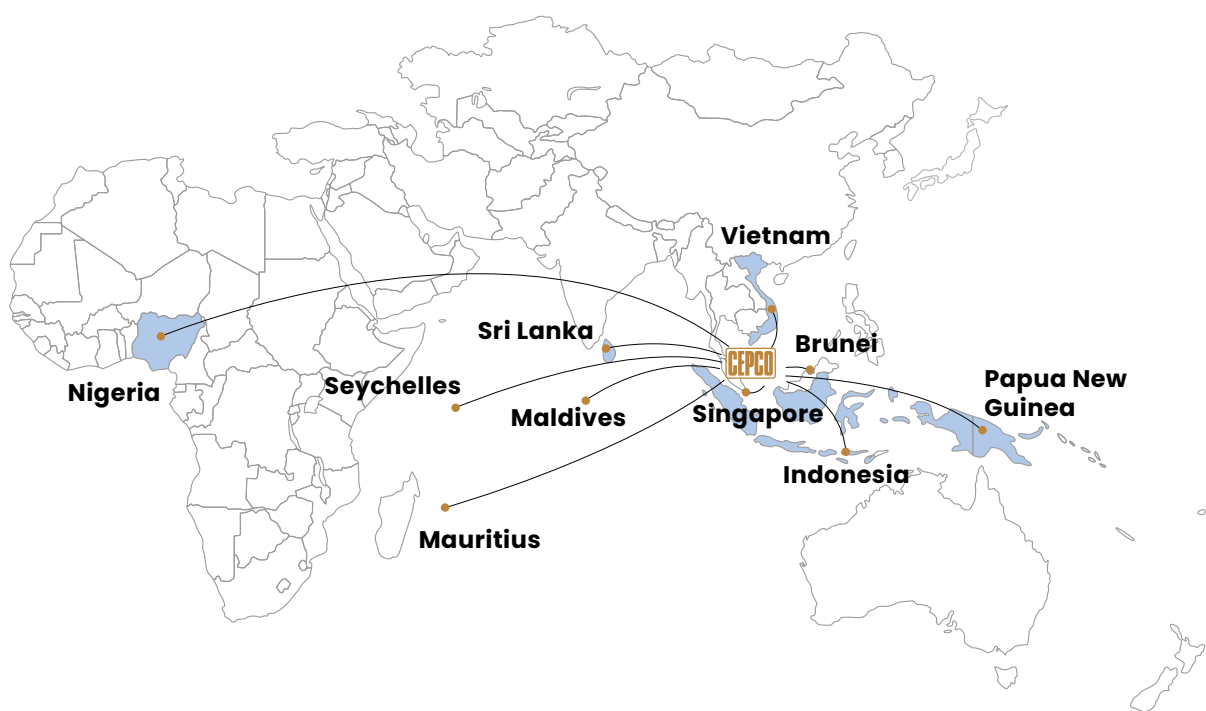 Vietnam
Sri Lanka
Brunei
CEPCO
Nigeria
Seychelles
Papua New
Guinea
Maldives
Singapore
Indonesia
Mauritius